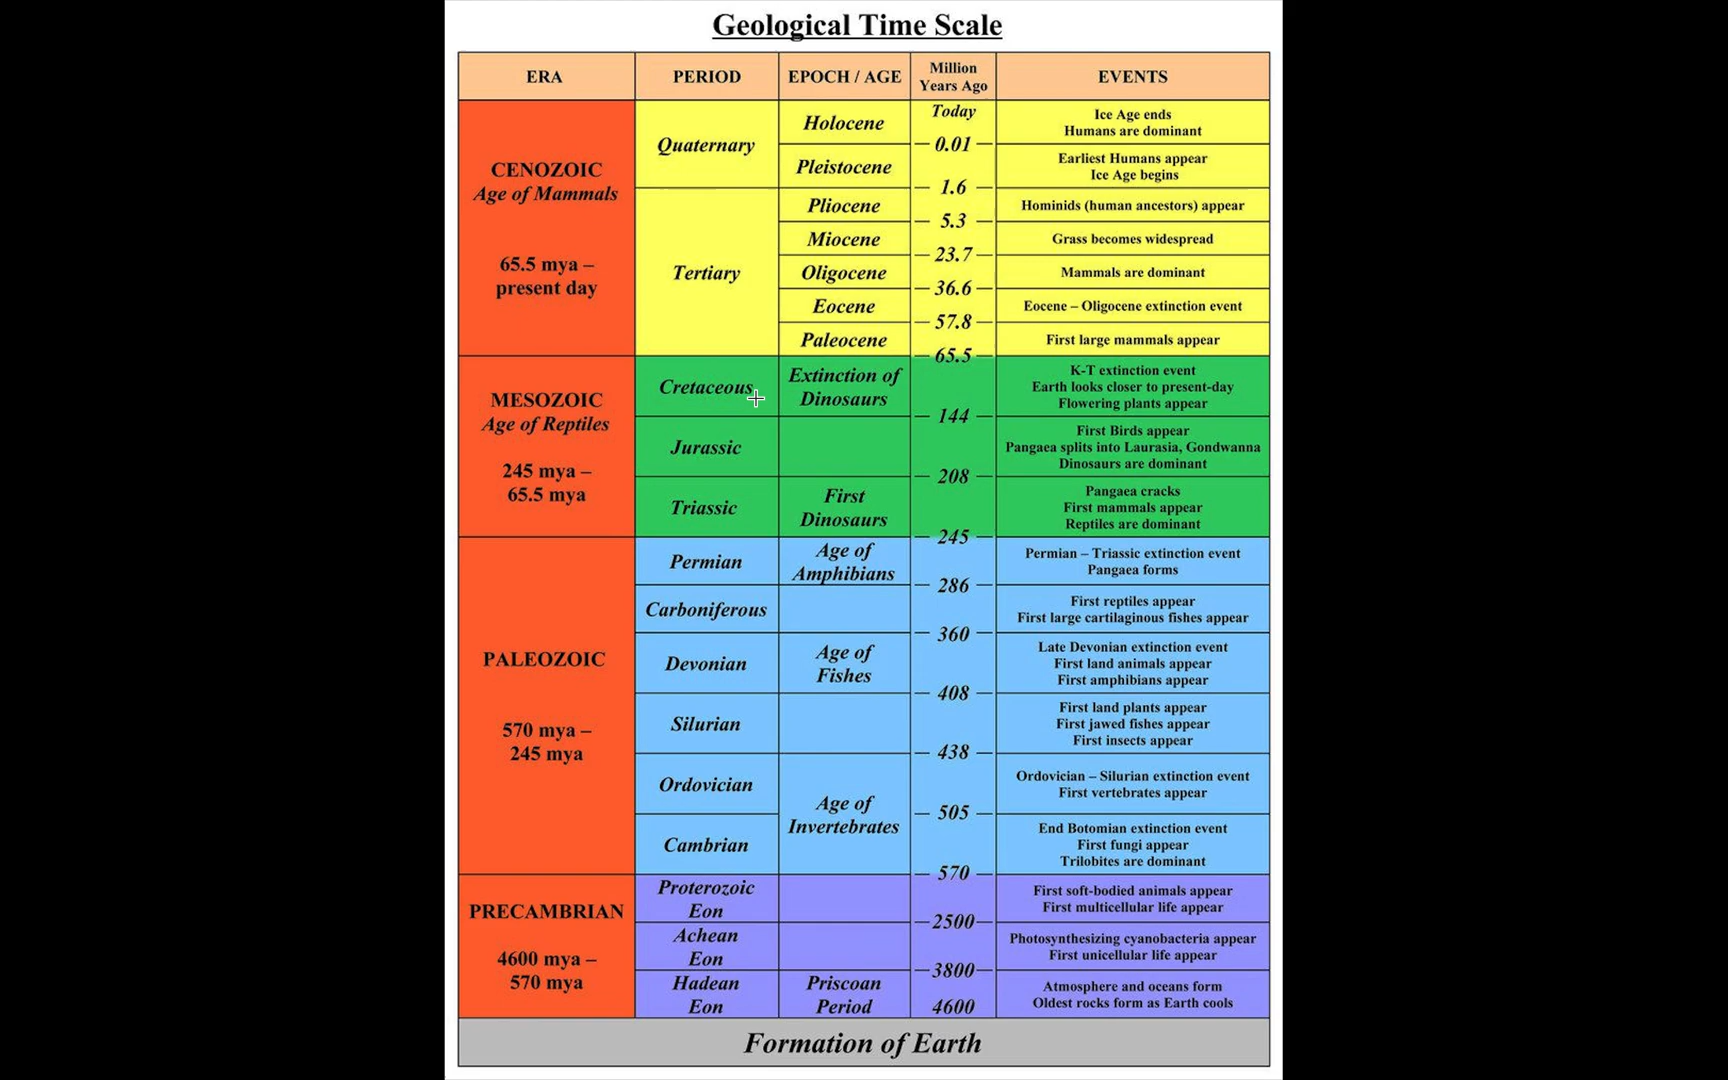 Geological Time Scale
ERA
PERIOD
EPOCH / AGE
Million
Years Ago
EVENTS
CENOZOIC
Age of Mammals
65.5 mya –
present day
Quaternary
Holocene
Today
Ice Age ends
Humans are dominant
0.01
Pleistocene
Earliest Humans appear
Ice Age begins
1.6
Tertiary
Pliocene
Hominids (human ancestors) appear
5.3
Miocene
Grass becomes widespread
23.7
Oligocene
Mammals are dominant
36.6
Eocene
Eocene – Oligocene extinction event
57.8
Paleocene
First large mammals appear
65.5
MESOZOIC
Age of Reptiles
245 mya –
65.5 mya
Cretaceous
Extinction of
Dinosaurs
K-T extinction event
Earth looks closer to present-day
Flowering plants appear
144
Jurassic
First Birds appear
Pangaea splits into Laurasia, Gondwanna
Dinosaurs are dominant
208
Triassic
First
Dinosaurs
Pangaea cracks
First mammals appear
Reptiles are dominant
245
PALEOZOIC
570 mya –
245 mya
Permian
Age of
Amphibians
Permian – Triassic extinction event
Pangaea forms
286
Carboniferous
First reptiles appear
First large cartilaginous fishes appear
360
Devonian
Age of
Fishes
Late Devonian extinction event
First land animals appear
First amphibians appear
408
Silurian
First land plants appear
First jawed fishes appear
First insects appear
438
Ordovician
Age of
Invertebrates
Ordovician – Silurian extinction event
First vertebrates appear
505
Cambrian
End Botomian extinction event
First fungi appear
Trilobites are dominant
570
PRECAMBRIAN
4600 mya –
570 mya
Proterozoic
Eon
First soft-bodied animals appear
First multicellular life appear
2500
Achean
Eon
Photosynthesizing cyanobacteria appear
First unicellular life appear
3800
Hadean
Eon
Priscoan
Period
4600
Atmosphere and oceans form
Oldest rocks form as Earth cools
Formation of Earth